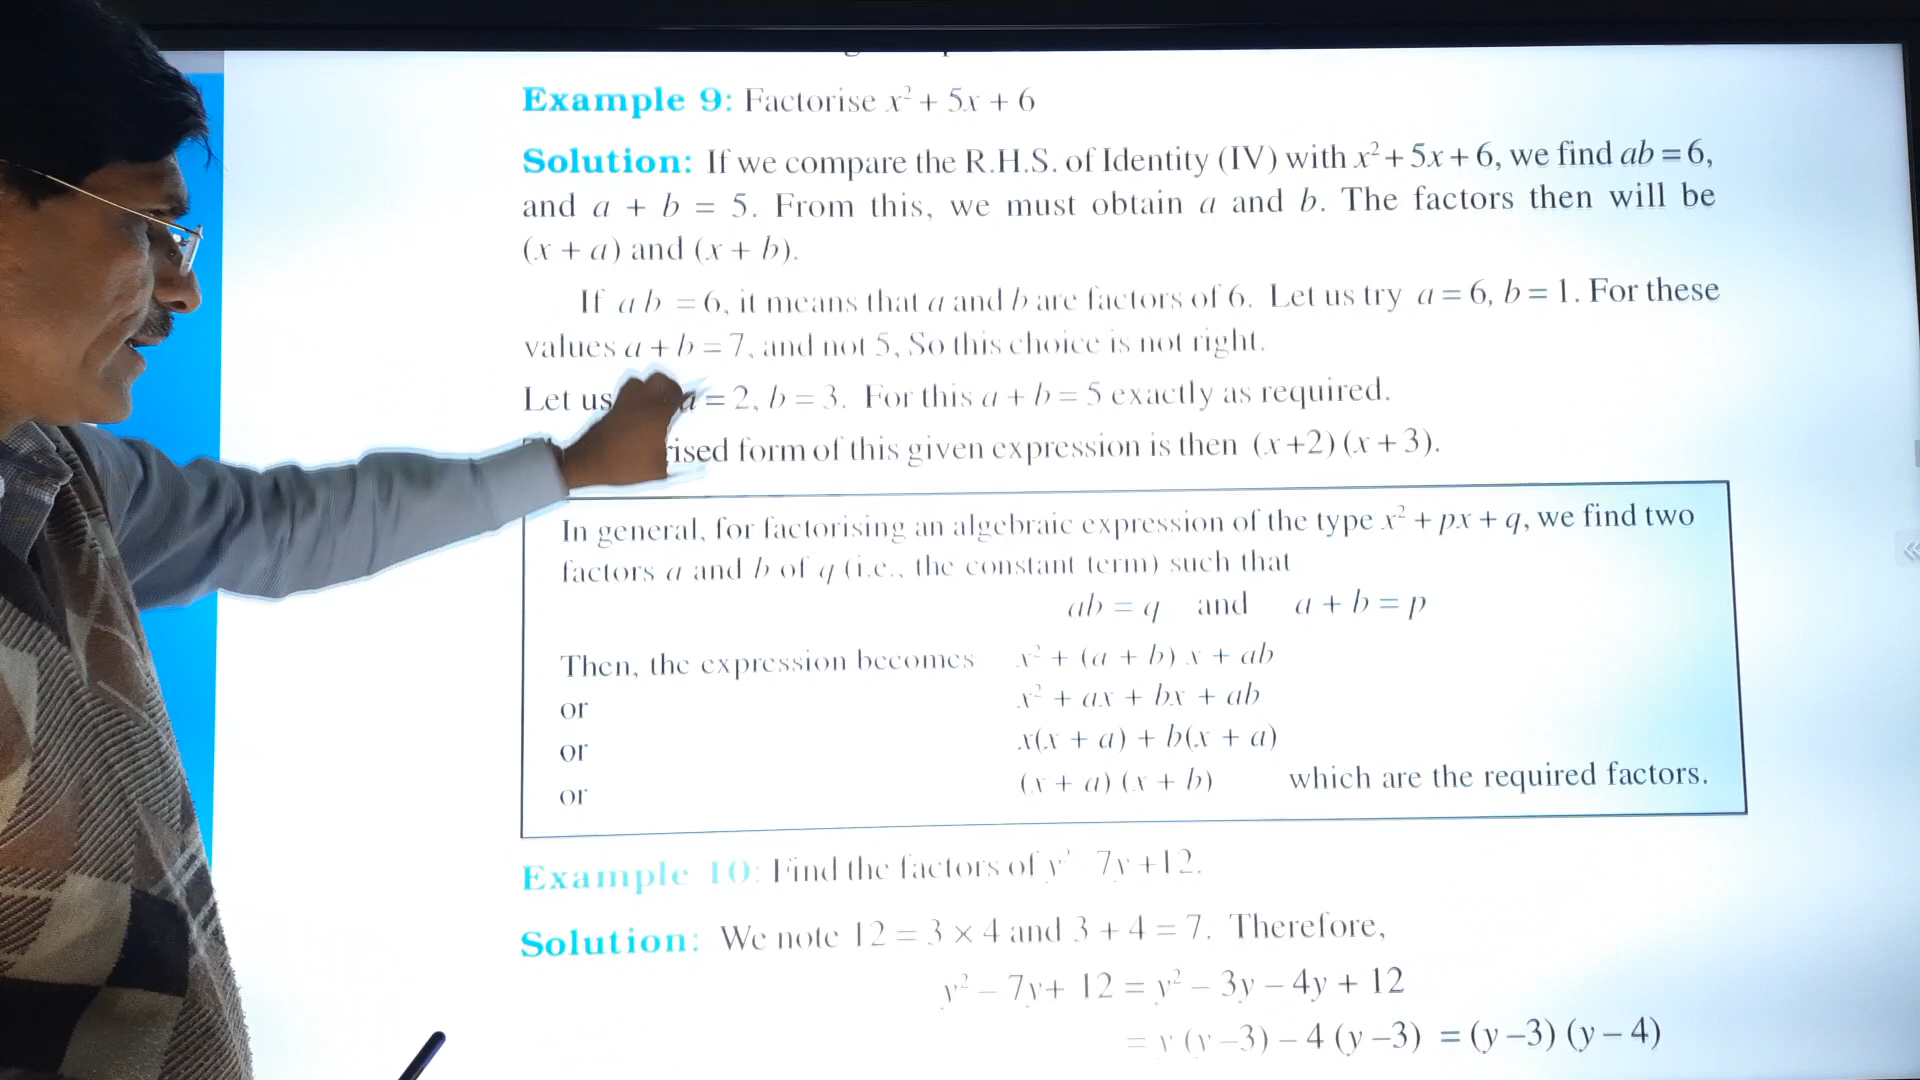 Example 9: Factorise x² + 5x + 6
Solution: If we compare the R.H.S. of Identity (IV) with x² + 5x + 6, we find ab = 6,
and a + b = 5. From this, we must obtain a and b. The factors then will be
(x + a) and (x + b).
If a b = 6, it means that a and b are factors of 6. Let us try a = 6, b = 1. For these
values a + b = 7, and not 5, So this choice is not right.
Let us a = 2, b = 3. For this a + b = 5 exactly as required.
form of this given expression is then (x +2) (x + 3).
In general, for factorising an algebraic expression of the type x² + px + q, we find two
factors a and b of q (i.e., the constant term) such that
ab = q and a + b = p
Then, the expression becomes x² + (a + b) x + ab
or x² + ax + bx + ab
or x(x + a) + b(x + a)
or (x + a) (x + b) which are the required factors.
Example 10: Find the factors of y² 7y +12.
Solution: We note 12 = 3 × 4 and 3 + 4 = 7. Therefore,
y² – 7y+ 12 = y² – 3y – 4y + 12
= y (y –3) – 4 (y –3) = (y –3) (y – 4)